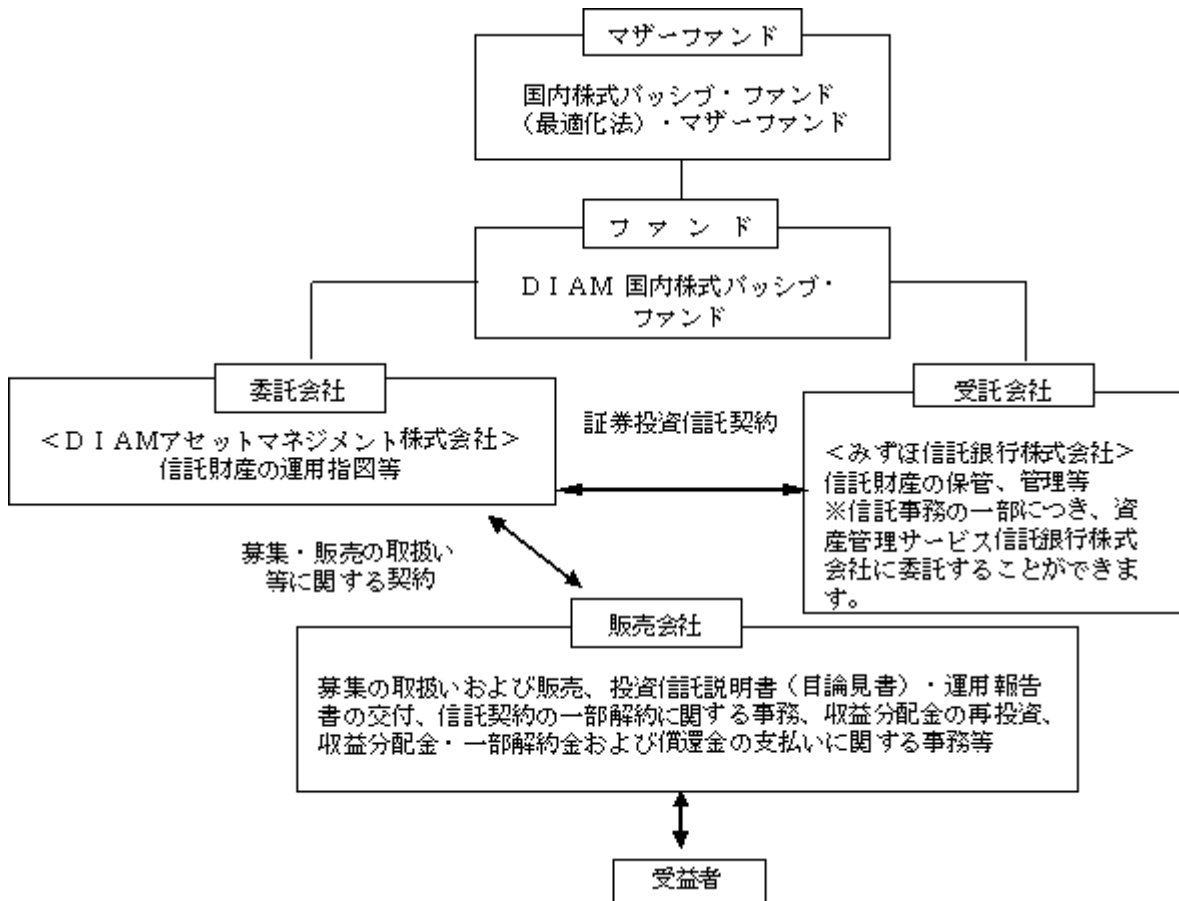 マザーファンド
国内株式パッシブ・ファンド
（最適化法）・マザーファンド
ファンド
ＤＩＡＭ 国内株式パッシブ・
ファンド
委託会社
＜ＤＩＡＭアセットマネジメント株式会社＞
信託財産の運用指図等
証券投資信託契約
受託会社
＜みずほ信託銀行株式会社＞
信託財産の保管、管理等
※信託事務の一部につき、資
産管理サービス信託銀行株式
会社に委託することができま
す。
募集・販売の取扱い
等に関する契約
販売会社
募集の取扱いおよび販売、投資信託説明書（目論見書）・運用報告
書の交付、信託契約の一部解約に関する事務、収益分配金の再投資、
収益分配金・一部解約金および償還金の支払いに関する事務等
受益者